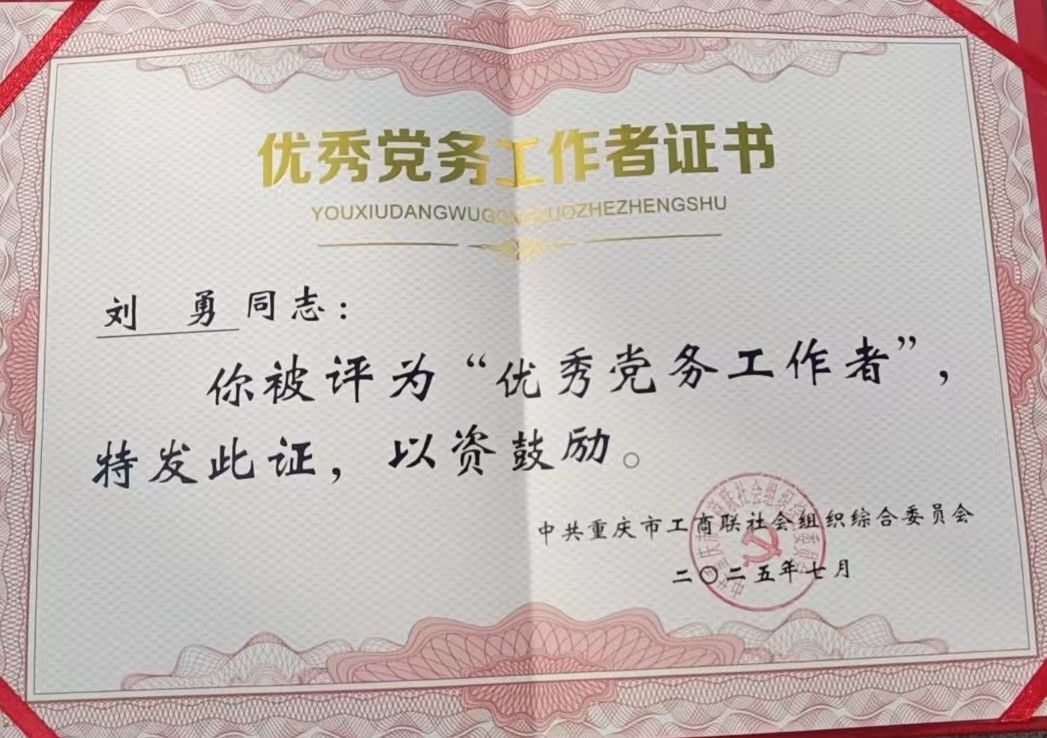 优秀党务工作者证书
YOUXIUDANGWUGONGZUOZHEZHENGSHU
刘 勇 同志：
你被评为“优秀党务工作者”，
特发此证，以资鼓励。
中共重庆市工商联社会组织综合委员会
二〇二五年七月